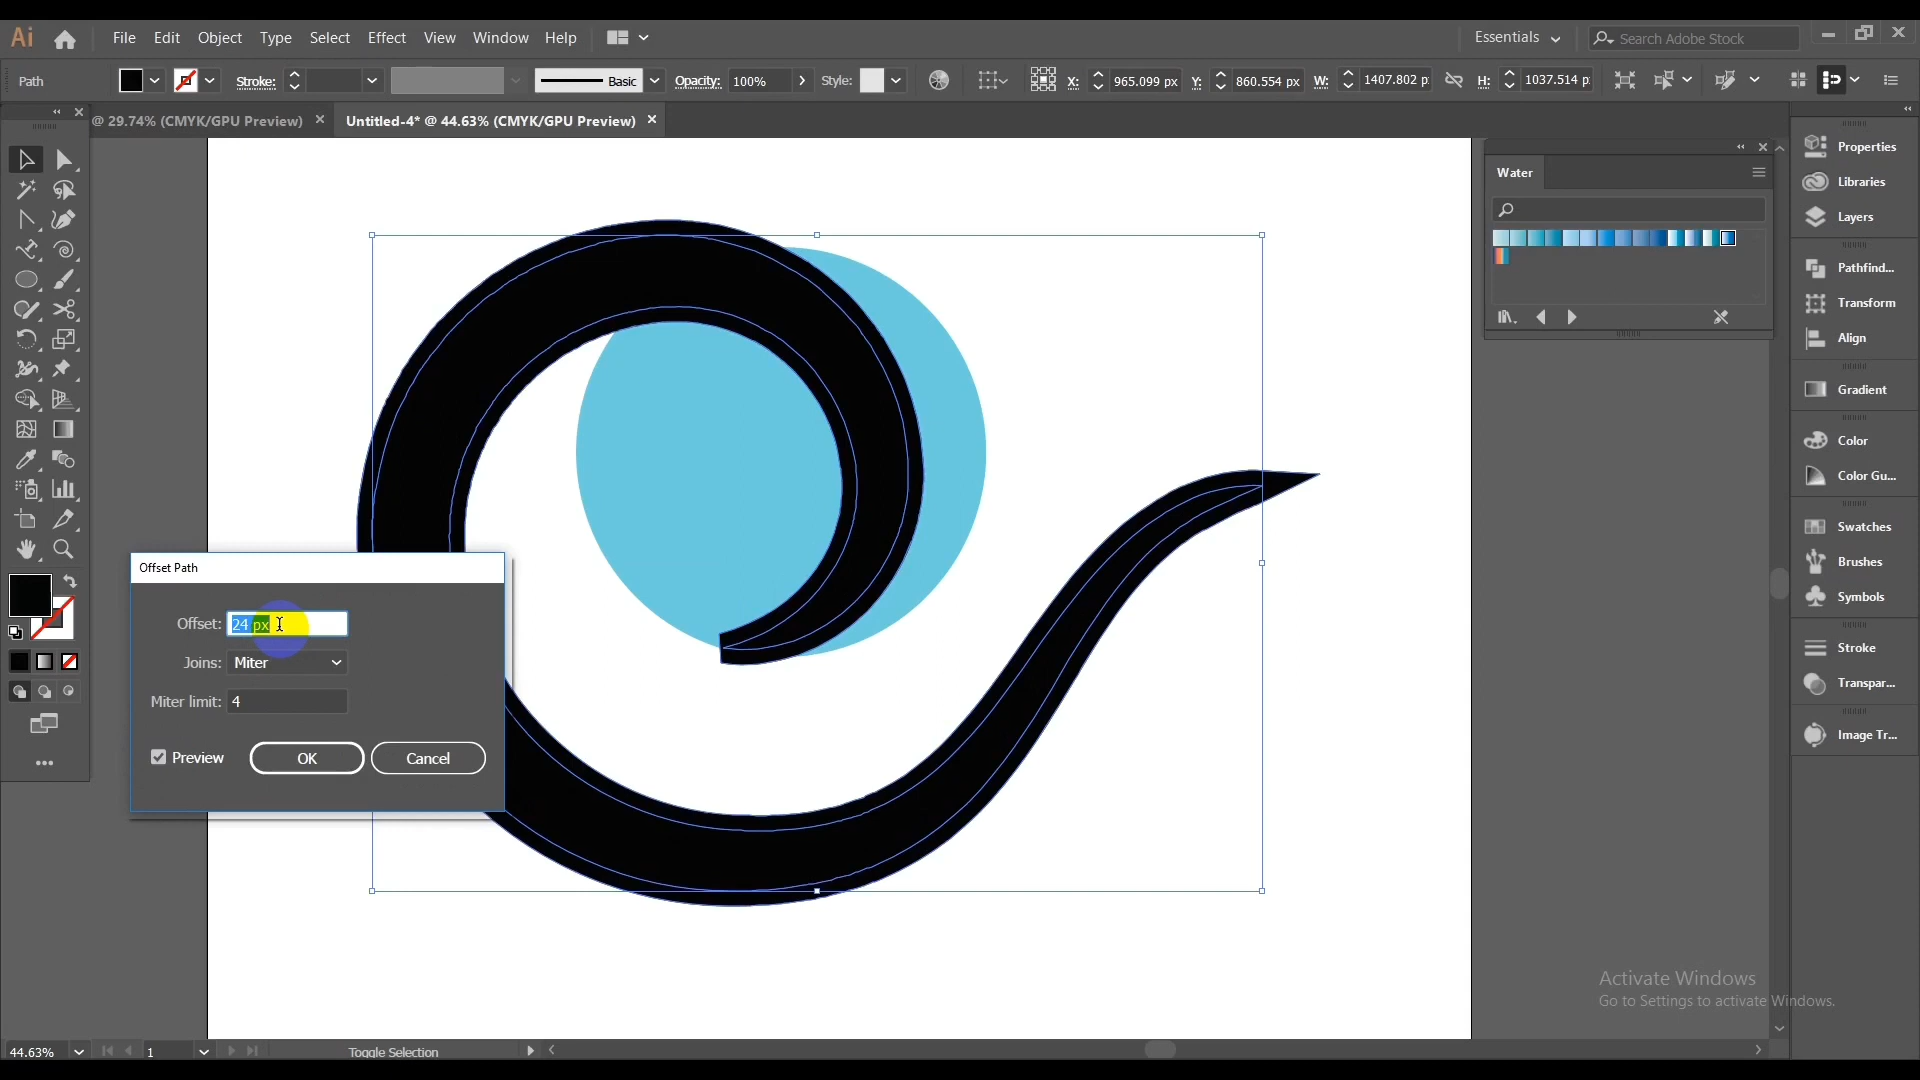 Ai File Edit Object Type Select Effect View Window Help Essentials Search Adobe Stock
Path Stroke: Basic Opacity: 100% Style: X: 965.099 px Y: 860.554 px W: 1407.802 p H: 1037.514 p
@ 29.74% (CMYK/GPU Preview) Untitled-4* @ 44.63% (CMYK/GPU Preview)
Water
Properties
Libraries
Layers
Pathfind...
Transform
Align
Gradient
Color
Color Gu...
Swatches
Brushes
Symbols
Stroke
Transpar...
Image Tr...
Offset Path
Offset: 24 px
Joins: Miter
Miter limit: 4
Preview OK Cancel
Activate Windows
Go to Settings to activate Windows.
44.63% 1 Toggle Selection